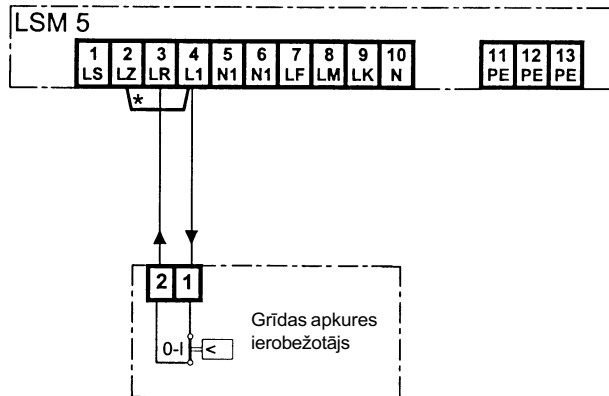 LSM 5
1 2 3 4 5 6 7 8 9 10 11 12 13
LS LZ LR L1 N1 N1 LF LM LK N PE PE PE
*
2 1
Grīdas apkures
ierobežotājs
0-I <